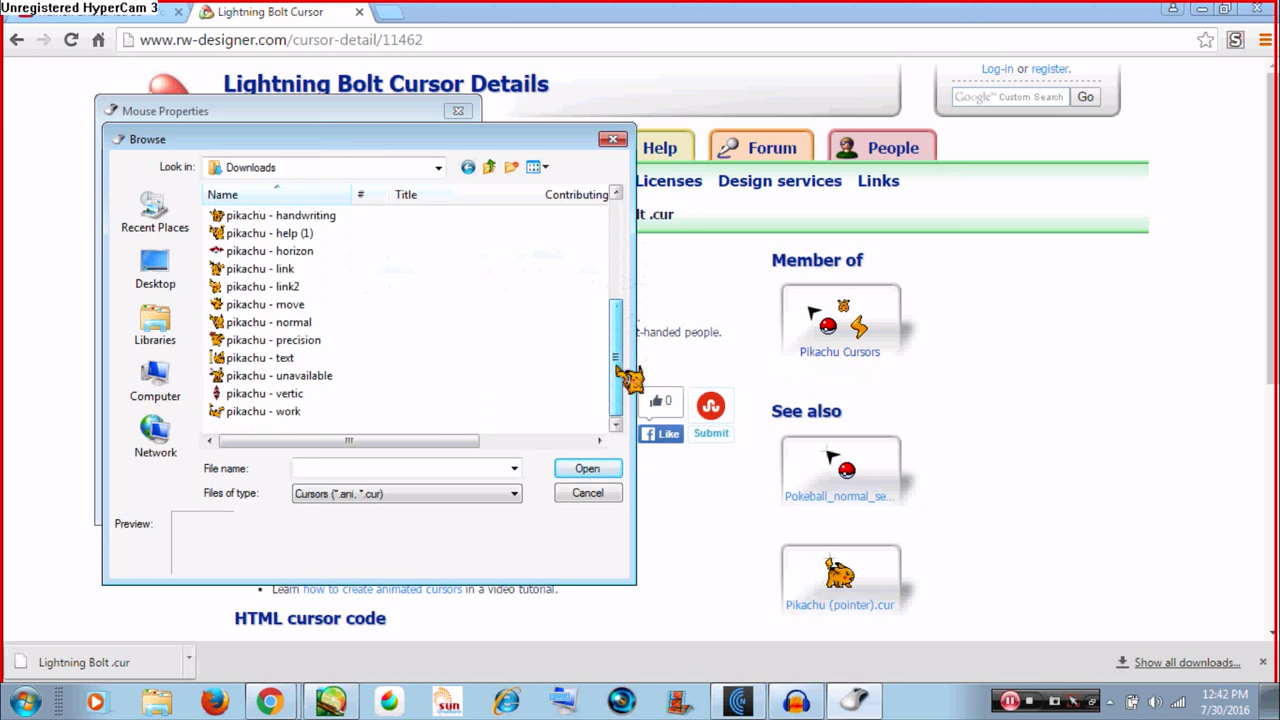 Unregistered HyperCam 3
Lightning Bolt Cursor
www.rw-designer.com/cursor-detail/11462
Lightning Bolt Cursor Details
Log-in or register.
Google™ Custom Search Go
Mouse Properties
Browse
Help Forum People
Look in: Downloads
Licenses Design services Links
Name # Title Contributing
lt .cur
Recent Places
Desktop
Libraries
Computer
Network
pikachu - handwriting
pikachu - help (1)
pikachu - horizon
pikachu - link
pikachu - link2
pikachu - move
pikachu - normal
pikachu - precision
pikachu - text
pikachu - unavailable
pikachu - vertic
pikachu - work
File name: Open
Files of type: Cursors (*.ani, *.cur) Cancel
Preview:
t-handed people.
0
Like Submit
Member of
Pikachu Cursors
See also
Pokeball_normal_se...
Pikachu (pointer).cur
Learn how to create animated cursors in a video tutorial.
HTML cursor code
Lightning Bolt .cur
Show all downloads...
sun
12:42 PM
7/30/2016